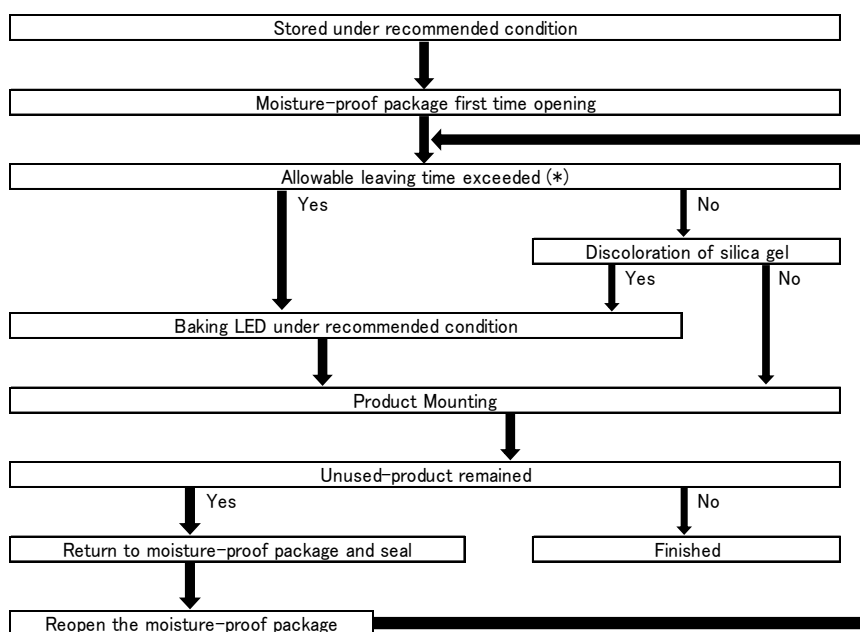 Stored under recommended condition
Moisture-proof package first time opening
Allowable leaving time exceeded (*)
Yes
No
Discoloration of silica gel
Yes
No
Baking LED under recommended condition
Product Mounting
Unused-product remained
Yes
No
Return to moisture-proof package and seal
Finished
Reopen the moisture-proof package